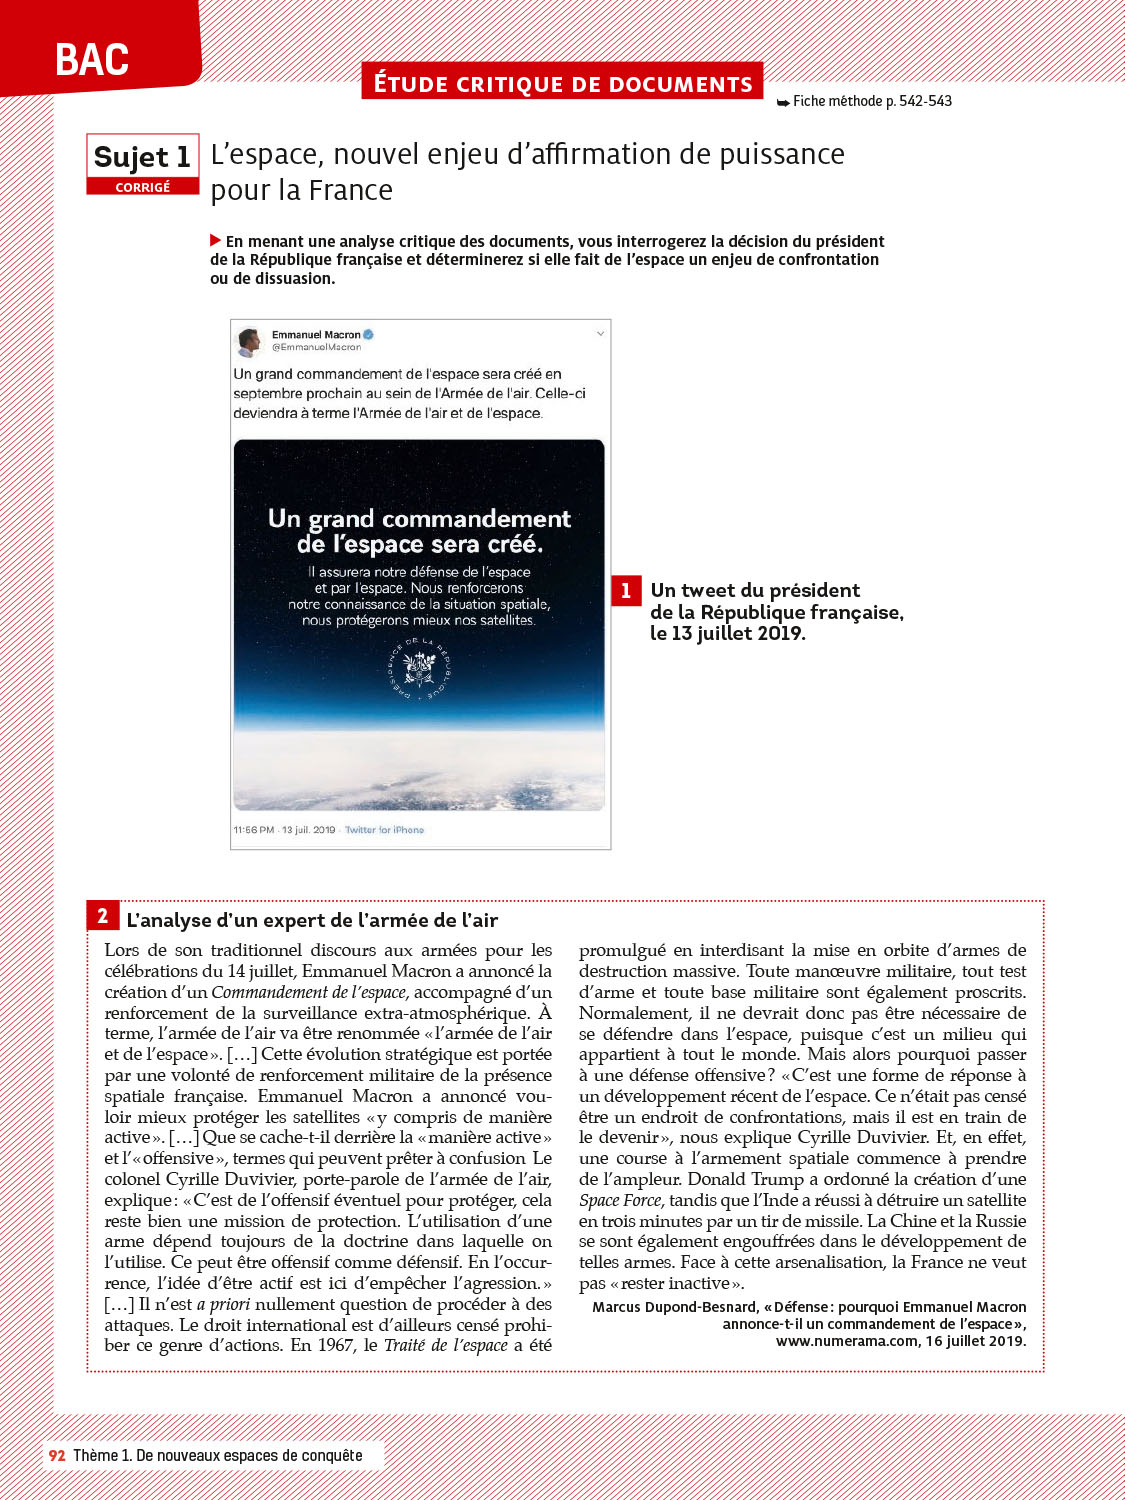 BAC
ÉTUDE CRITIQUE DE DOCUMENTS
➥ Fiche méthode p. 542-543
Sujet 1
CORRIGÉ
L’espace, nouvel enjeu d’affirmation de puissance
pour la France
▶ En menant une analyse critique des documents, vous interrogerez la décision du président
de la République française et déterminerez si elle fait de l’espace un enjeu de confrontation
ou de dissuasion.
Emmanuel Macron
@EmmanuelMacron
Un grand commandement de l'espace sera créé en
septembre prochain au sein de l'Armée de l'air. Celle-ci
deviendra à terme l'Armée de l'air et de l'espace.
Un grand commandement
de l’espace sera créé.
Il assurera notre défense de l’espace
et par l’espace. Nous renforcerons
notre connaissance de la situation spatiale,
nous protégerons mieux nos satellites.
PRÉSIDENCE DE LA RÉPUBLIQUE
11:56 PM · 13 juil. 2019 · Twitter for iPhone
1 Un tweet du président
de la République française,
le 13 juillet 2019.
2 L’analyse d’un expert de l’armée de l’air
Lors de son traditionnel discours aux armées pour les
célébrations du 14 juillet, Emmanuel Macron a annoncé la
création d’un Commandement de l’espace, accompagné d’un
renforcement de la surveillance extra-atmosphérique. À
terme, l’armée de l’air va être renommée « l’armée de l’air
et de l’espace ». […] Cette évolution stratégique est portée
par une volonté de renforcement militaire de la présence
spatiale française. Emmanuel Macron a annoncé vou-
loir mieux protéger les satellites « y compris de manière
active ». […] Que se cache-t-il derrière la « manière active »
et l’« offensive », termes qui peuvent prêter à confusion Le
colonel Cyrille Duvivier, porte-parole de l’armée de l’air,
explique : « C’est de l’offensif éventuel pour protéger, cela
reste bien une mission de protection. L’utilisation d’une
arme dépend toujours de la doctrine dans laquelle on
l’utilise. Ce peut être offensif comme défensif. En l’occur-
rence, l’idée d’être actif est ici d’empêcher l’agression. »
[…] Il n’est a priori nullement question de procéder à des
attaques. Le droit international est d’ailleurs censé prohi-
ber ce genre d’actions. En 1967, le Traité de l’espace a été
promulgué en interdisant la mise en orbite d’armes de
destruction massive. Toute manœuvre militaire, tout test
d’arme et toute base militaire sont également proscrits.
Normalement, il ne devrait donc pas être nécessaire de
se défendre dans l’espace, puisque c’est un milieu qui
appartient à tout le monde. Mais alors pourquoi passer
à une défense offensive ? « C’est une forme de réponse à
un développement récent de l’espace. Ce n’était pas censé
être un endroit de confrontations, mais il est en train de
le devenir », nous explique Cyrille Duvivier. Et, en effet,
une course à l’armement spatiale commence à prendre
de l’ampleur. Donald Trump a ordonné la création d’une
Space Force, tandis que l’Inde a réussi à détruire un satellite
en trois minutes par un tir de missile. La Chine et la Russie
se sont également engouffrées dans le développement de
telles armes. Face à cette arsenalisation, la France ne veut
pas « rester inactive ».
Marcus Dupond-Besnard, « Défense : pourquoi Emmanuel Macron
annonce-t-il un commandement de l’espace »,
www.numerama.com, 16 juillet 2019.
92 Thème 1. De nouveaux espaces de conquête